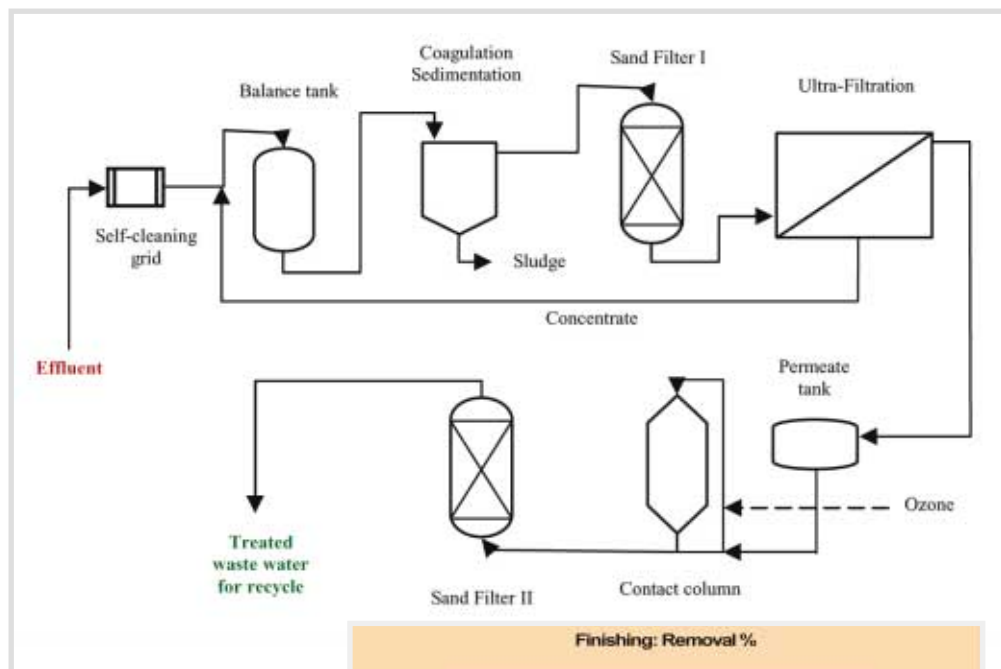 Coagulation
Sedimentation
Sand Filter I
Ultra-Filtration
Balance tank
Self-cleaning
grid
Sludge
Concentrate
Effluent
Permeate
tank
Ozone
Treated
waste water
for recycle
Sand Filter II
Contact column
Finishing: Removal %